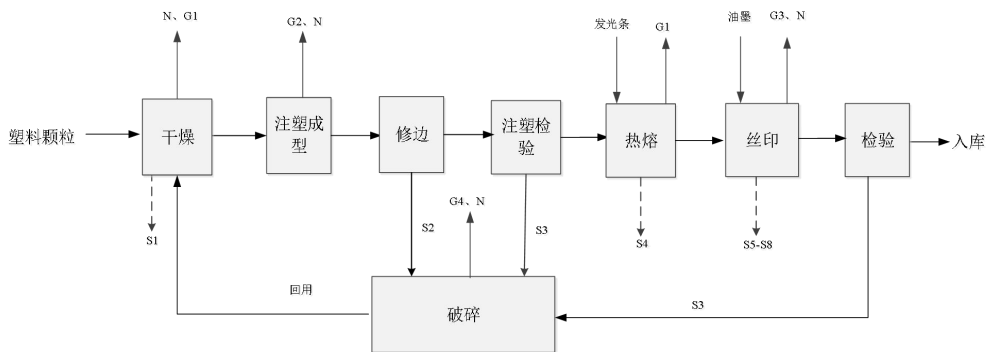 N、G1
G2、N
发光条
G1
油墨
G3、N
塑料颗粒
干燥
注塑成
型
修边
注塑检
验
热熔
丝印
检验
入库
S1
S2
G4、N
S3
S4
S5-S8
回用
破碎
S3